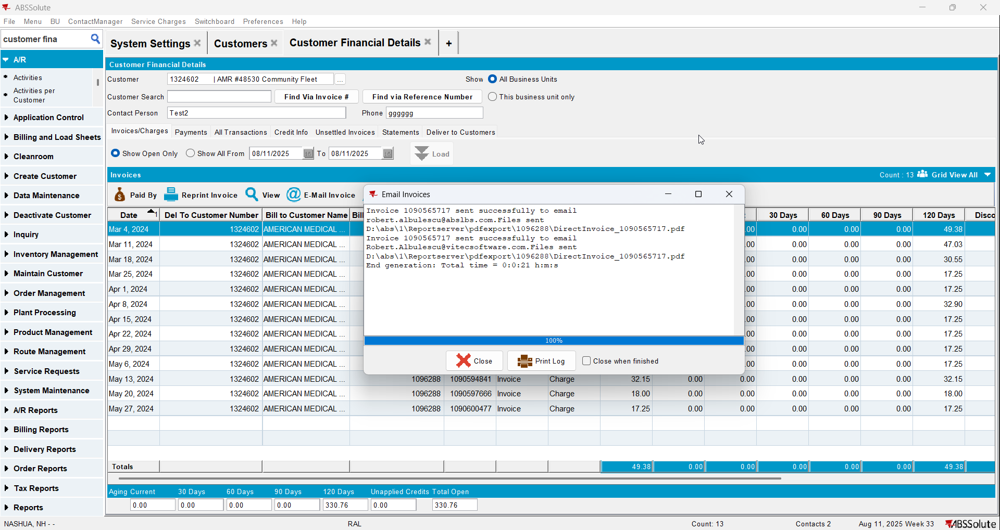 ABSSolute
File Menu BU ContactManager Service Charges Switchboard Preferences Help
customer fina
System Settings Customers Customer Financial Details +
A/R
Activities
Activities per
Customer
Application Control
Billing and Load Sheets
Cleanroom
Create Customer
Data Maintenance
Deactivate Customer
Inquiry
Inventory Management
Maintain Customer
Order Management
Plant Processing
Product Management
Route Management
Service Requests
System Maintenance
A/R Reports
Billing Reports
Delivery Reports
Order Reports
Tax Reports
Reports
Customer Financial Details
Customer 1324602 | AMR #48530 Community Fleet ... Show All Business Units
Customer Search Find Via Invoice # Find via Reference Number This business unit only
Contact Person Test2 Phone gggggg
Invoices/Charges Payments All Transactions Credit Info Unsettled Invoices Statements Deliver to Customers
Show Open Only Show All From 08/11/2025 To 08/11/2025 Load
Invoices Count : 13 Grid View All
Paid By Reprint Invoice View E-Mail Invoice
Date 1 Del To Customer Number Bill to Customer Name Bill 30 Days 60 Days 90 Days 120 Days Disco
Mar 4, 2024 1324602 AMERICAN MEDICAL ... .00 0.00 0.00 0.00 49.38
Mar 11, 2024 1324602 AMERICAN MEDICAL ... .00 0.00 0.00 0.00 47.03
Mar 18, 2024 1324602 AMERICAN MEDICAL ... .00 0.00 0.00 0.00 30.55
Mar 25, 2024 1324602 AMERICAN MEDICAL ... .00 0.00 0.00 0.00 17.25
Apr 1, 2024 1324602 AMERICAN MEDICAL ... .00 0.00 0.00 0.00 17.25
Apr 8, 2024 1324602 AMERICAN MEDICAL ... .00 0.00 0.00 0.00 32.90
Apr 15, 2024 1324602 AMERICAN MEDICAL ... .00 0.00 0.00 0.00 17.25
Apr 22, 2024 1324602 AMERICAN MEDICAL ... .00 0.00 0.00 0.00 17.25
Apr 29, 2024 1324602 AMERICAN MEDICAL ... .00 0.00 0.00 0.00 17.25
May 6, 2024 1324602 AMERICAN MEDICAL ... .00 0.00 0.00 0.00 17.25
May 13, 2024 1324602 AMERICAN MEDICAL ... 1096288 1090594841 Invoice Charge 32.15 0.00 0.00 0.00 0.00 0.00 32.15
May 20, 2024 1324602 AMERICAN MEDICAL ... 1096288 1090597666 Invoice Charge 18.00 0.00 0.00 0.00 0.00 0.00 18.00
May 27, 2024 1324602 AMERICAN MEDICAL ... 1096288 1090600477 Invoice Charge 17.25 0.00 0.00 0.00 0.00 0.00 17.25
Totals 49.38 0.00 0.00 0.00 0.00 0.00 49.38
Aging Current 30 Days 60 Days 90 Days 120 Days Unapplied Credits Total Open
0.00 0.00 0.00 0.00 330.76 0.00 330.76
Email Invoices
Invoice 1090565717 sent successfully to email
robert.albulescu@abslbs.com.Files sent
D:\abs\1\Reportserver\pdfexport\1096288\DirectInvoice_1090565717.pdf
Invoice 1090565717 sent successfully to email
Robert.Albulescu@vitecsoftware.com.Files sent
D:\abs\1\Reportserver\pdfexport\1096288\DirectInvoice_1090565717.pdf
End generation: Total time = 0:0:21 h:m:s
100%
Close Print Log Close when finished
NASHUA, NH - - RAL Count: 13 Contacts 2 Aug 11, 2025 Week 33 ABSSolute